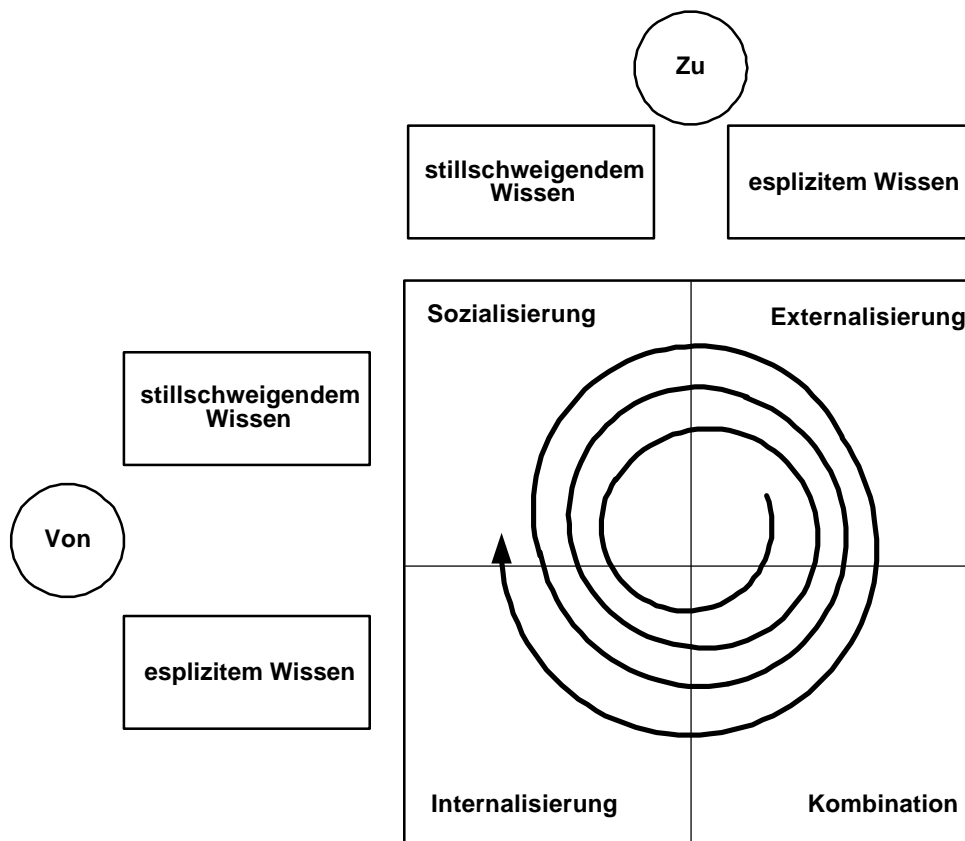 Zu
stillschweigendem
Wissen
esplizitem Wissen
Sozialisierung
Externalisierung
stillschweigendem
Wissen
Von
esplizitem Wissen
Internalisierung
Kombination